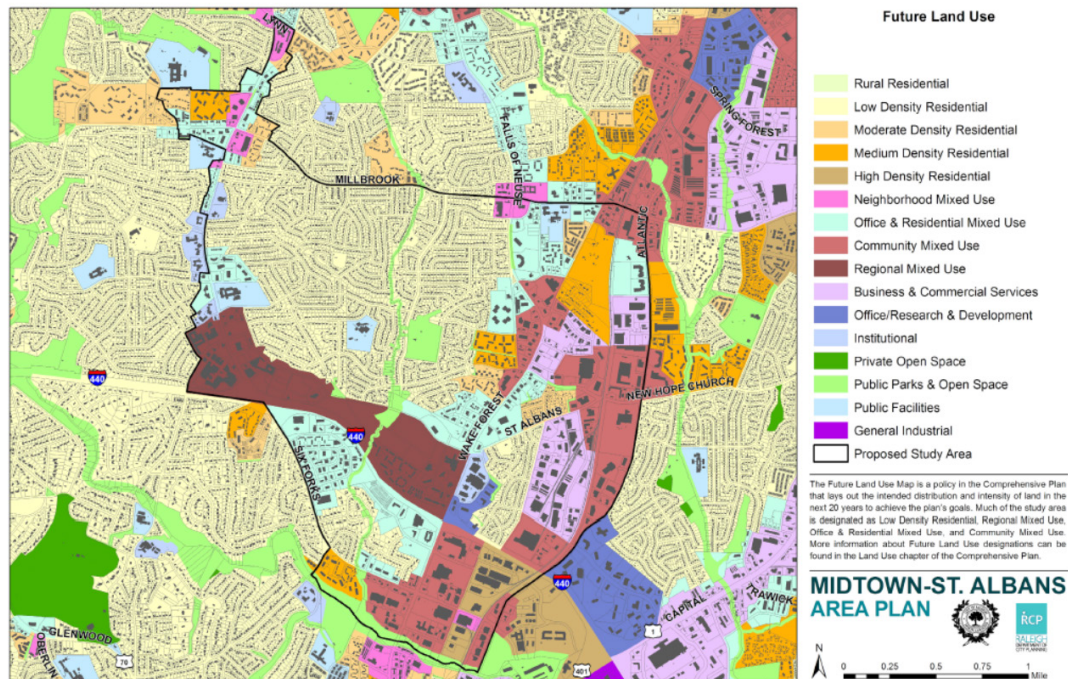 Future Land Use
Rural Residential
Low Density Residential
Moderate Density Residential
Medium Density Residential
High Density Residential
Neighborhood Mixed Use
Office & Residential Mixed Use
Community Mixed Use
Regional Mixed Use
Business & Commercial Services
Office/Research & Development
Institutional
Private Open Space
Public Parks & Open Space
Public Facilities
General Industrial
Proposed Study Area
The Future Land Use Map is a policy in the Comprehensive Plan
that lays out the intended distribution and intensity of land in the
next 20 years to achieve the plan's goals. Much of the study area
is designated as Low Density Residential, Regional Mixed Use,
Office & Residential Mixed Use, and Community Mixed Use.
More information about Future Land Use designations can be
found in the Land Use chapter of the Comprehensive Plan.
MIDTOWN-ST. ALBANS
AREA PLAN
RCP
RALEIGH
DEPARTMENT OF
CITY PLANNING
N
0 0.25 0.5 0.75 1
Mile
LYNN
SPRING FOREST
FALLS OF NEUSE
MILLBROOK
ATLANTIC
440
NEW HOPE CHURCH
WAKE FOREST
ST ALBANS
440
SIX FORKS
440
CAPITAL
TRAWICK
1
GLENWOOD
OBERLIN
70
401